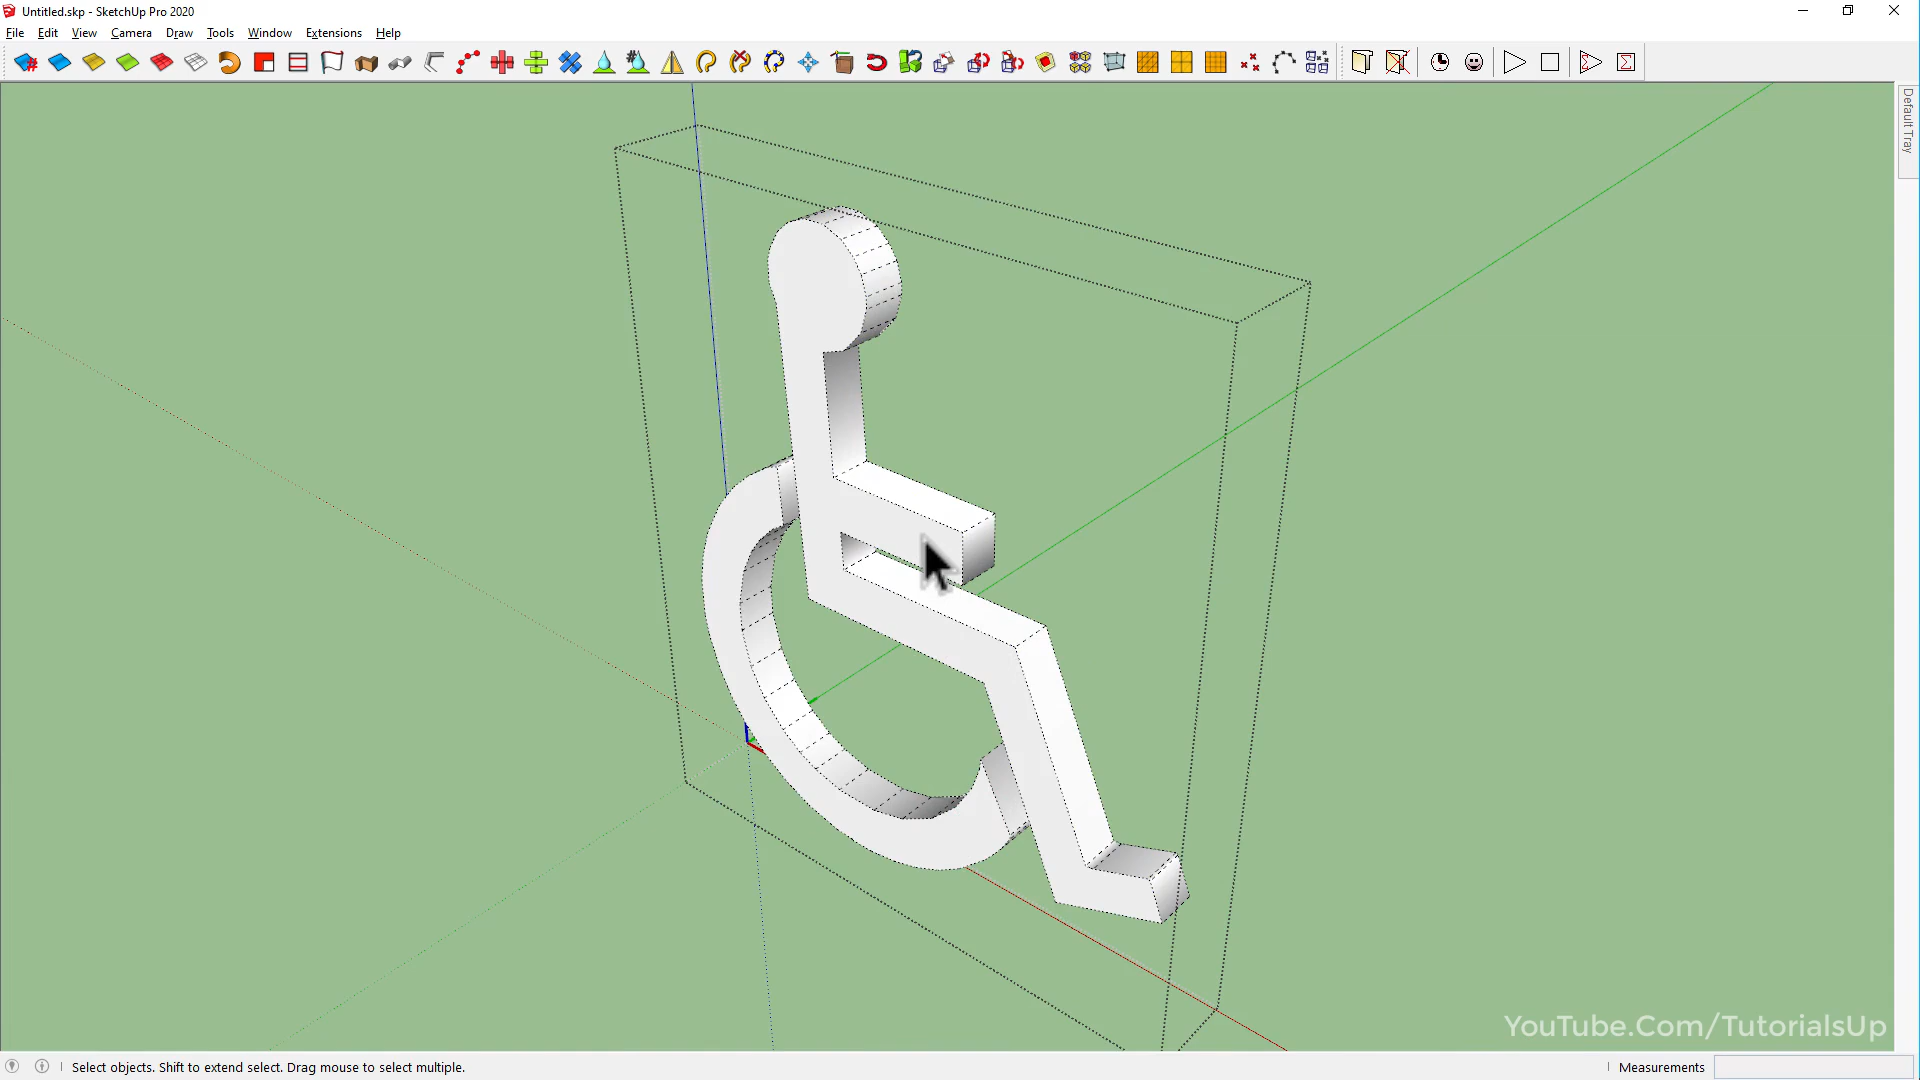 Untitled.skp - SketchUp Pro 2020
File Edit View Camera Draw Tools Window Extensions Help
Default Tray
YouTube.Com/TutorialsUp
Select objects. Shift to extend select. Drag mouse to select multiple.
Measurements